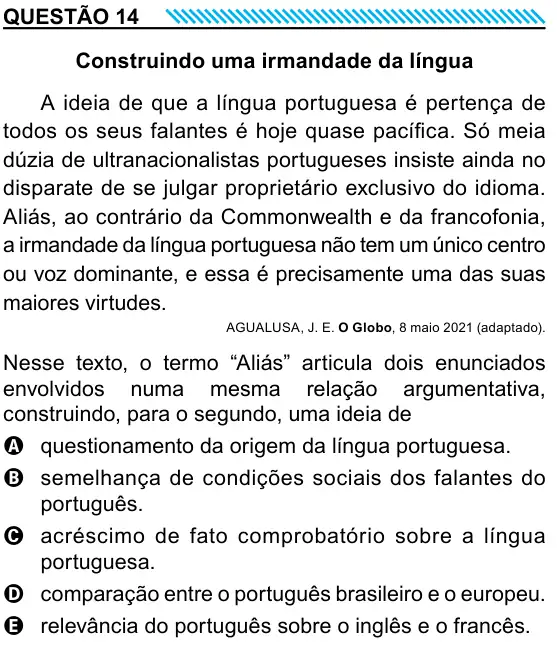 QUESTÃO 14
Construindo uma irmandade da língua
A ideia de que a língua portuguesa é pertença de
todos os seus falantes é hoje quase pacífica. Só meia
dúzia de ultranacionalistas portugueses insiste ainda no
disparate de se julgar proprietário exclusivo do idioma.
Aliás, ao contrário da Commonwealth e da francofonia,
a irmandade da língua portuguesa não tem um único centro
ou voz dominante, e essa é precisamente uma das suas
maiores virtudes.
AGUALUSA, J. E. O Globo, 8 maio 2021 (adaptado).
Nesse texto, o termo “Aliás” articula dois enunciados
envolvidos numa mesma relação argumentativa,
construindo, para o segundo, uma ideia de
A questionamento da origem da língua portuguesa.
B semelhança de condições sociais dos falantes do
português.
C acréscimo de fato comprobatório sobre a língua
portuguesa.
D comparação entre o português brasileiro e o europeu.
E relevância do português sobre o inglês e o francês.